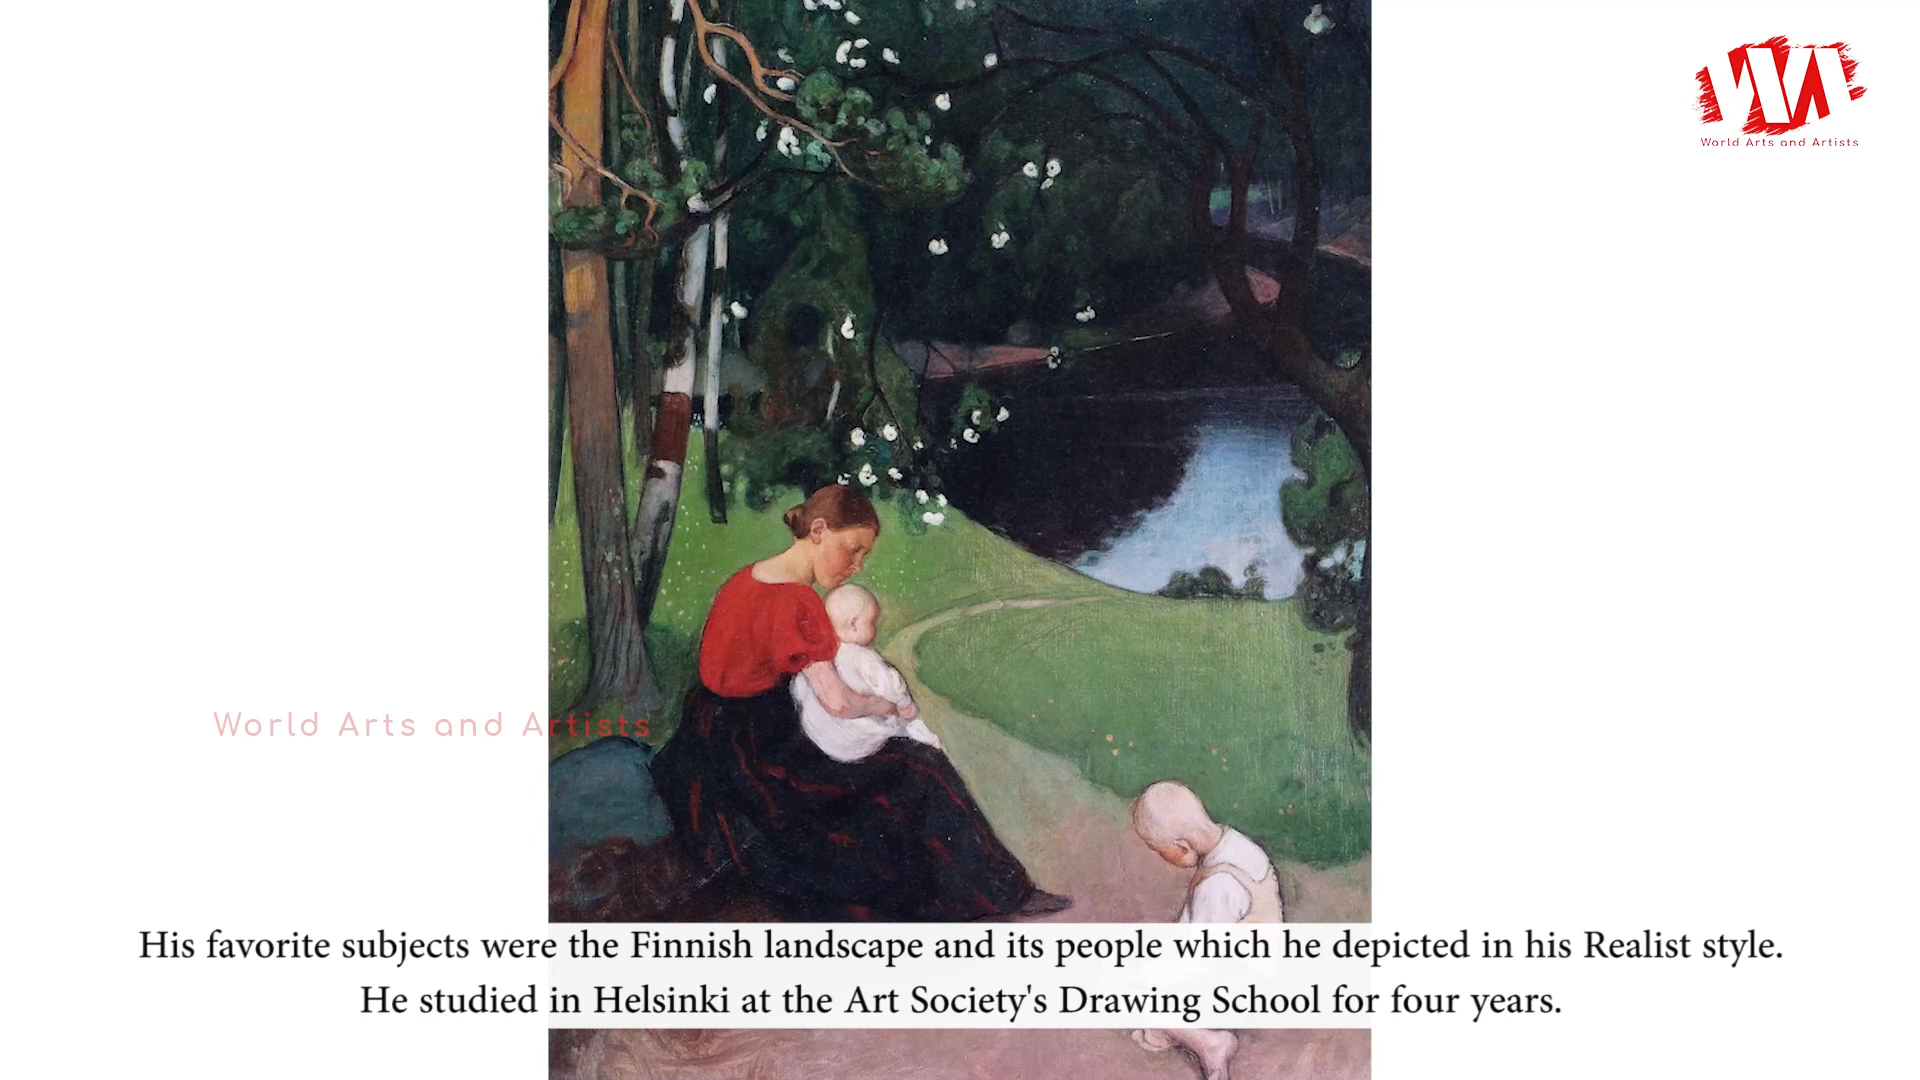 World Arts and Artists
World Arts and Artists
His favorite subjects were the Finnish landscape and its people which he depicted in his Realist style.
He studied in Helsinki at the Art Society's Drawing School for four years.